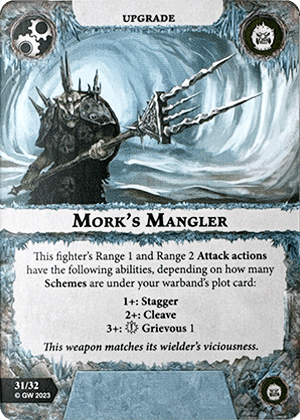 UPGRADE
MORK'S MANGLER
This fighter's Range 1 and Range 2 Attack actions
have the following abilities, depending on how many
Schemes are under your warband's plot card:
1+: Stagger
2+: Cleave
3+: Grievous 1
This weapon matches its wielder's viciousness.
31/32
© GW 2023